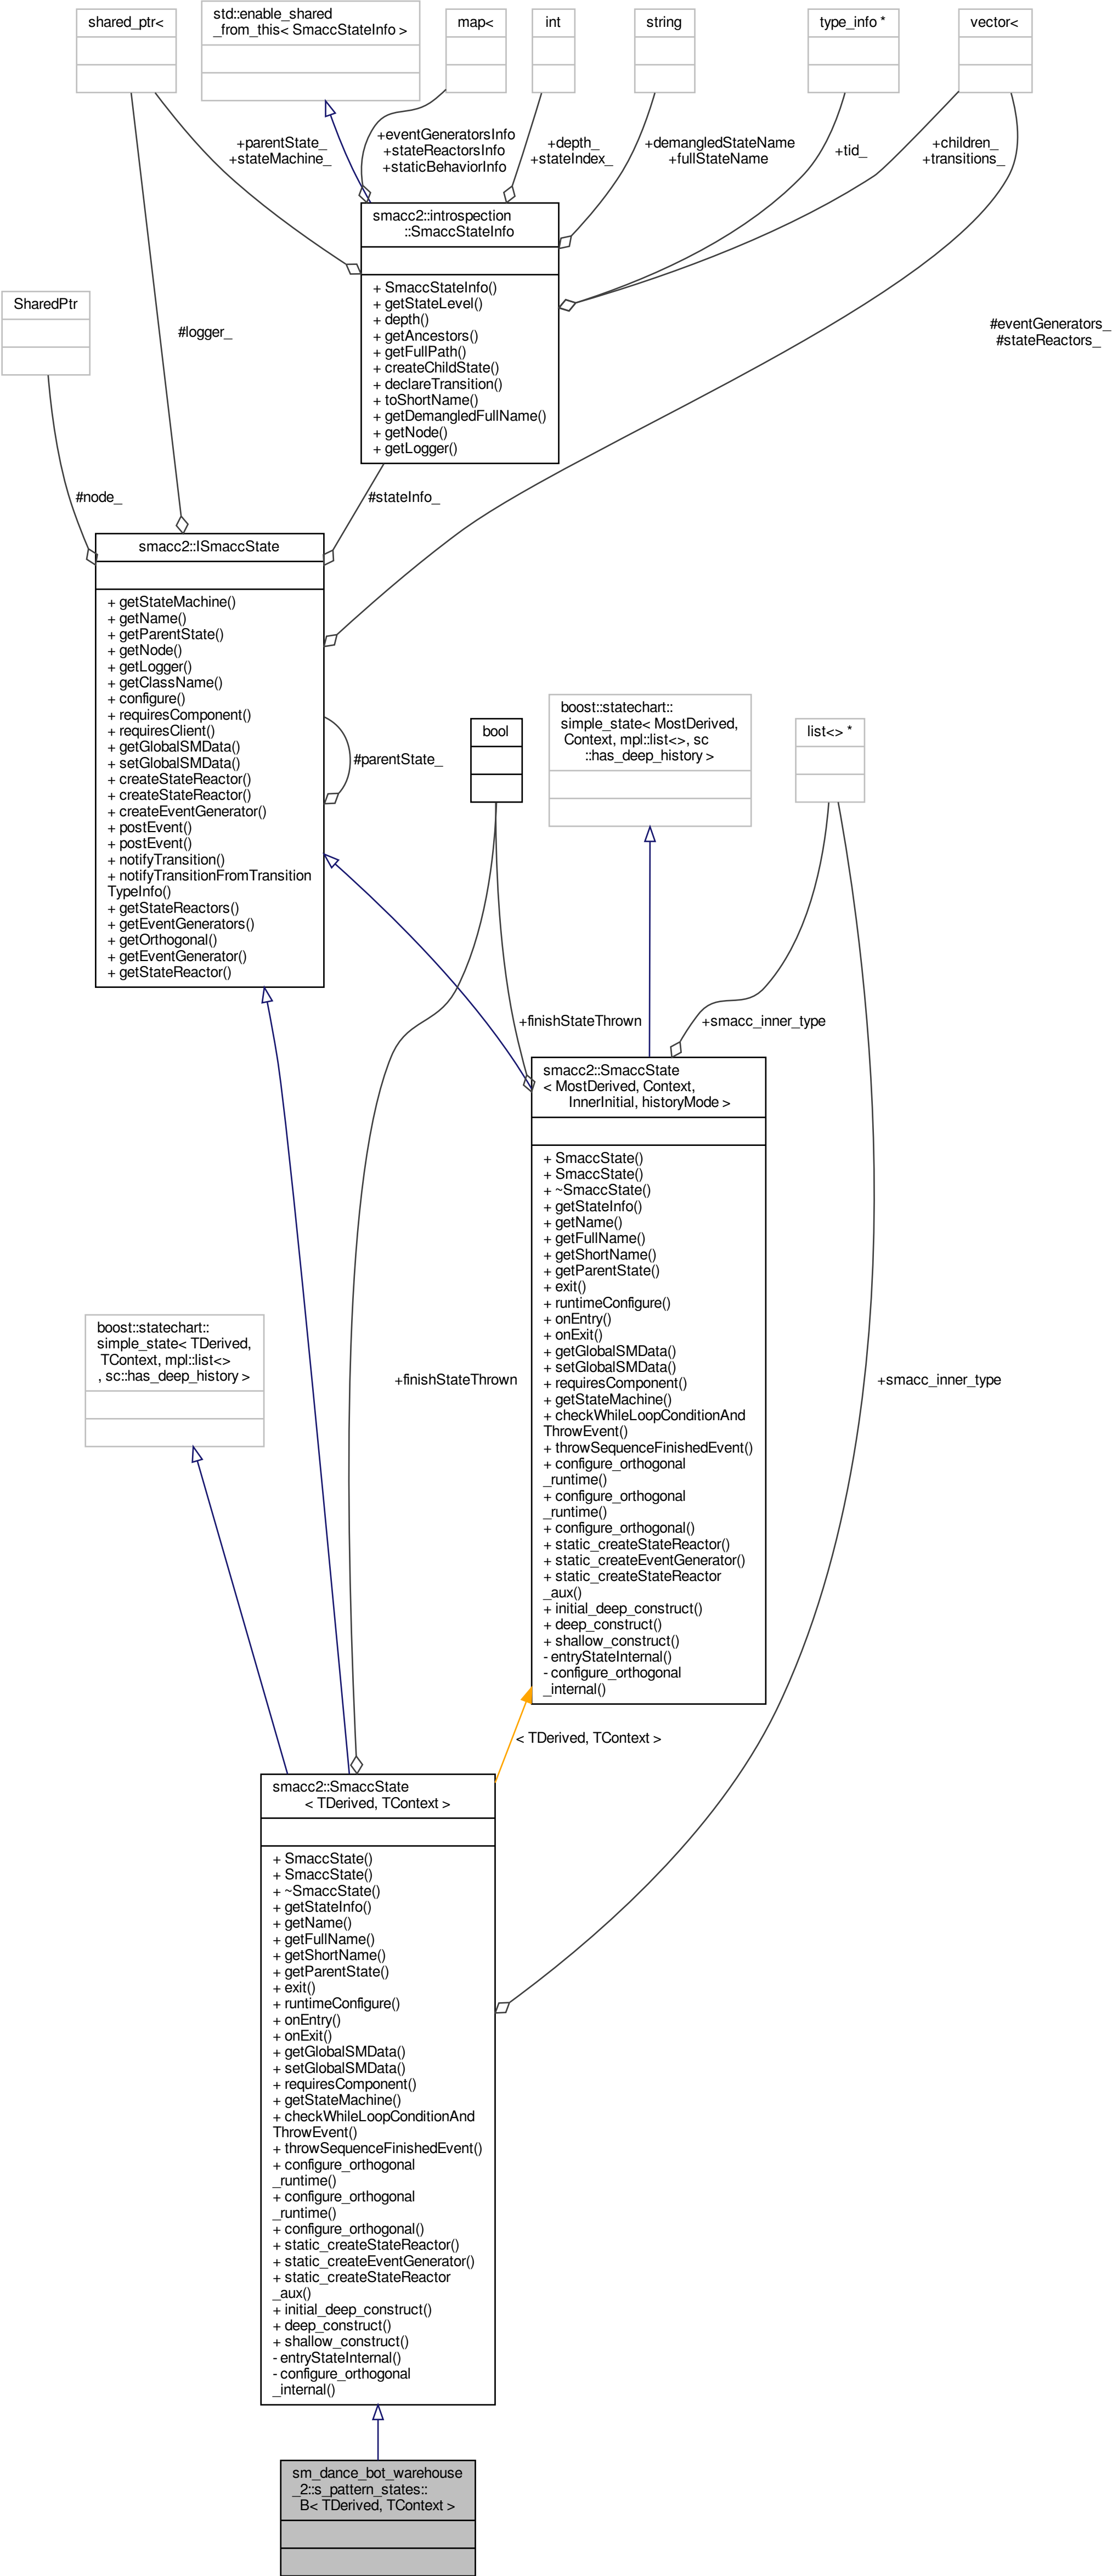 shared_ptr<
std::enable_shared
_from_this< SmaccStateInfo >
map<
int
string
type_info *
vector<
+parentState_
+stateMachine_
+eventGeneratorsInfo
+stateReactorsInfo
+staticBehaviorInfo
+depth_
+stateIndex_
+demangledStateName
+fullStateName
+tid_
+children_
+transitions_
smacc2::introspection
::SmaccStateInfo
+ SmaccStateInfo()
+ getStateLevel()
+ depth()
+ getAncestors()
+ getFullPath()
+ createChildState()
+ declareTransition()
+ toShortName()
+ getDemangledFullName()
+ getNode()
+ getLogger()
SharedPtr
#logger_
#eventGenerators_
#stateReactors_
#node_
#stateInfo_
smacc2::ISmaccState
+ getStateMachine()
+ getName()
+ getParentState()
+ getNode()
+ getLogger()
+ getClassName()
+ configure()
+ requiresComponent()
+ requiresClient()
+ getGlobalSMData()
+ setGlobalSMData()
+ createStateReactor()
+ createStateReactor()
+ createEventGenerator()
+ postEvent()
+ postEvent()
+ notifyTransition()
+ notifyTransitionFromTransition
TypeInfo()
+ getStateReactors()
+ getEventGenerators()
+ getOrthogonal()
+ getEventGenerator()
+ getStateReactor()
#parentState_
bool
boost::statechart::
simple_state< MostDerived,
Context, mpl::list<>, sc
::has_deep_history >
list<> *
+finishStateThrown
+smacc_inner_type
smacc2::SmaccState
< MostDerived, Context,
InnerInitial, historyMode >
+ SmaccState()
+ SmaccState()
+ ~SmaccState()
+ getStateInfo()
+ getName()
+ getFullName()
+ getShortName()
+ getParentState()
+ exit()
+ runtimeConfigure()
+ onEntry()
+ onExit()
+ getGlobalSMData()
+ setGlobalSMData()
+ requiresComponent()
+ getStateMachine()
+ checkWhileLoopConditionAnd
ThrowEvent()
+ throwSequenceFinishedEvent()
+ configure_orthogonal
_runtime()
+ configure_orthogonal
_runtime()
+ configure_orthogonal()
+ static_createStateReactor()
+ static_createEventGenerator()
+ static_createStateReactor
_aux()
+ initial_deep_construct()
+ deep_construct()
+ shallow_construct()
- entryStateInternal()
- configure_orthogonal
_internal()
boost::statechart::
simple_state< TDerived,
TContext, mpl::list<>
, sc::has_deep_history >
+finishStateThrown
+smacc_inner_type
< TDerived, TContext >
smacc2::SmaccState
< TDerived, TContext >
+ SmaccState()
+ SmaccState()
+ ~SmaccState()
+ getStateInfo()
+ getName()
+ getFullName()
+ getShortName()
+ getParentState()
+ exit()
+ runtimeConfigure()
+ onEntry()
+ onExit()
+ getGlobalSMData()
+ setGlobalSMData()
+ requiresComponent()
+ getStateMachine()
+ checkWhileLoopConditionAnd
ThrowEvent()
+ throwSequenceFinishedEvent()
+ configure_orthogonal
_runtime()
+ configure_orthogonal
_runtime()
+ configure_orthogonal()
+ static_createStateReactor()
+ static_createEventGenerator()
+ static_createStateReactor
_aux()
+ initial_deep_construct()
+ deep_construct()
+ shallow_construct()
- entryStateInternal()
- configure_orthogonal
_internal()
sm_dance_bot_warehouse
_2::s_pattern_states::
B< TDerived, TContext >